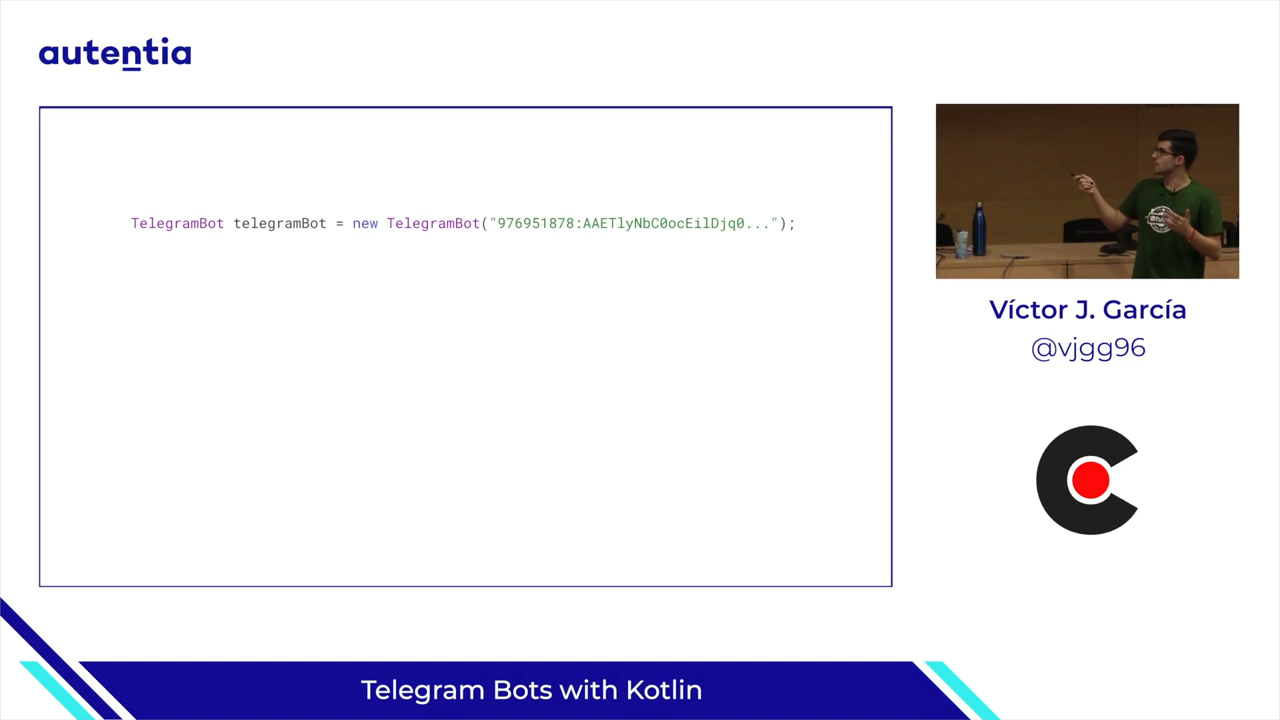 autentia
TelegramBot telegramBot = new TelegramBot("976951878:AAETlyNbC0ocEilDjq0...");
Víctor J. García
@vjgg96
Telegram Bots with Kotlin